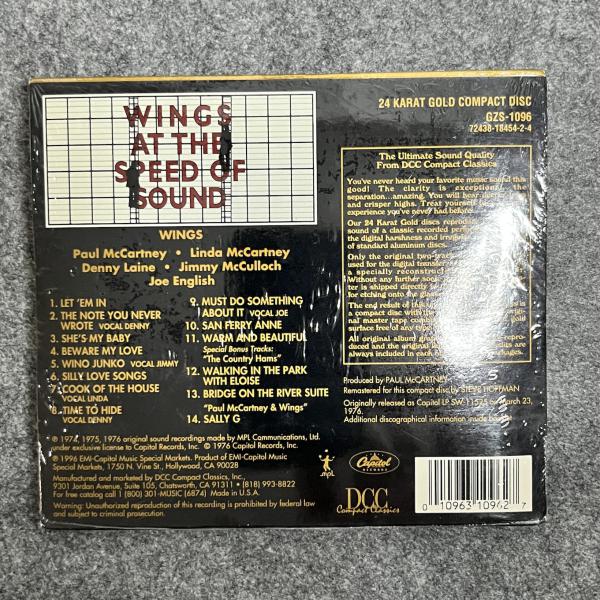 WINGS
AT THE
SPEED OF
SOUND
24 KARAT GOLD COMPACT DISC
GZS-1096
72438-18454-2-4
WINGS
Paul McCartney • Linda McCartney
Denny Laine • Jimmy McCulloch
Joe English
1. LET 'EM IN
2. THE NOTE YOU NEVER
WROTE VOCAL DENNY
3. SHE'S MY BABY
4. BEWARE MY LOVE
5. WINO JUNKO VOCAL JIMMY
6. SILLY LOVE SONGS
7. COOK OF THE HOUSE
VOCAL LINDA
8. TIME TO HIDE
VOCAL DENNY
9. MUST DO SOMETHING
ABOUT IT VOCAL JOE
10. SAN FERRY ANNE
11. WARM AND BEAUTIFUL
Special Bonus Tracks:
"The Country Hams"
12. WALKING IN THE PARK
WITH ELOISE
13. BRIDGE ON THE RIVER SUITE
"Paul McCartney & Wings"
14. SALLY G
The Ultimate Sound Quality
From DCC Compact Classics
You've never heard your favorite music sound this
good! The clarity is exceptional, the
separation...amazing. You will hear
and crisper highs. Treat yourself
experience you've never had before.
Our 24 Karat Gold discs reproduce
sound of a classic recorded
the digital harshness and
of standard aluminum discs.
Only the original two-track
used for the digital transfer
a specially
Without any further
ter is shipped directly
for etching onto the glass
The end result of this
a compact disc with the
ginal master tape
surface free of any
All original album repro-
duced and the original credits are
always included in each packages.
Produced by PAUL McCARTNEY
Remastered for this compact disc by STEVE HOFFMAN
Originally released as Capitol LP SW-11525 on March 23,
1976.
Additional discographical information inside
℗ 1974, 1975, 1976 original sound recordings made by MPL Communications, Ltd.
under exclusive license to Capitol Records, Inc. © 1976 Capitol Records, Inc.
℗ 1996 EMI-Capitol Music Special Markets. Product of EMI-Capitol Music
Special Markets, 1750 N. Vine St., Hollywood, CA 90028
Manufactured and marketed by DCC Compact Classics, Inc.,
9301 Jordan Avenue, Suite 105, Chatsworth, CA 91311 • (818) 993-8822
For free catalog call 1 (800) 301-MUSIC (6874) Made in U.S.A.
Warning: Unauthorized reproduction of this recording is prohibited by federal law
and subject to criminal prosecution.
MPL
Capitol
RECORDS
DCC
Compact Classics
0 10963 10962 7